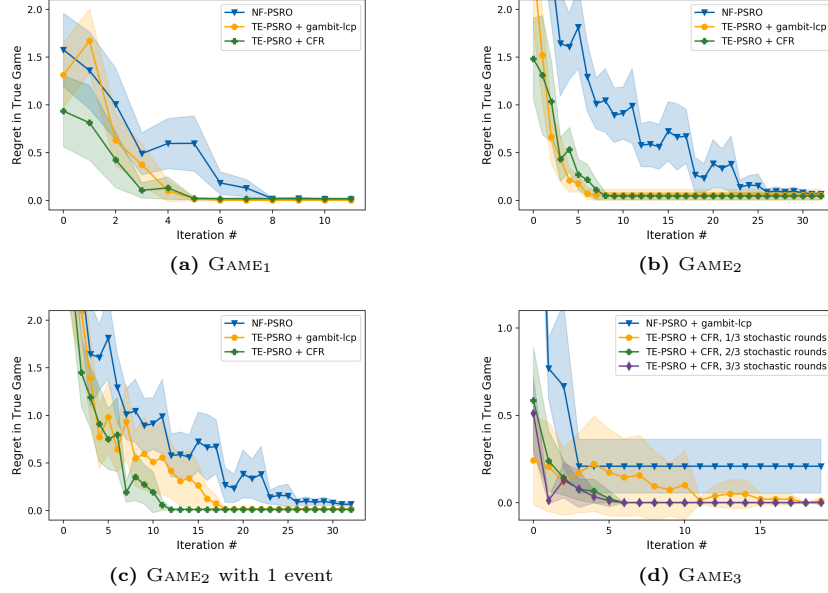 NF-PSRO
TE-PSRO + gambit-lcp
TE-PSRO + CFR
Regret in True Game
2.0
1.5
1.0
0.5
0.0
0 2 4 6 8 10
Iteration #
(a) GAME1
NF-PSRO
TE-PSRO + gambit-lcp
TE-PSRO + CFR
Regret in True Game
2.0
1.5
1.0
0.5
0.0
0 5 10 15 20 25 30
Iteration #
(b) GAME2
NF-PSRO
TE-PSRO + gambit-lcp
TE-PSRO + CFR
Regret in True Game
2.0
1.5
1.0
0.5
0.0
0 5 10 15 20 25 30
Iteration #
(c) GAME2 with 1 event
NF-PSRO + gambit-lcp
TE-PSRO + CFR, 1/3 stochastic rounds
TE-PSRO + CFR, 2/3 stochastic rounds
TE-PSRO + CFR, 3/3 stochastic rounds
Regret in True Game
1.0
0.5
0.0
0 5 10 15
Iteration #
(d) GAME3